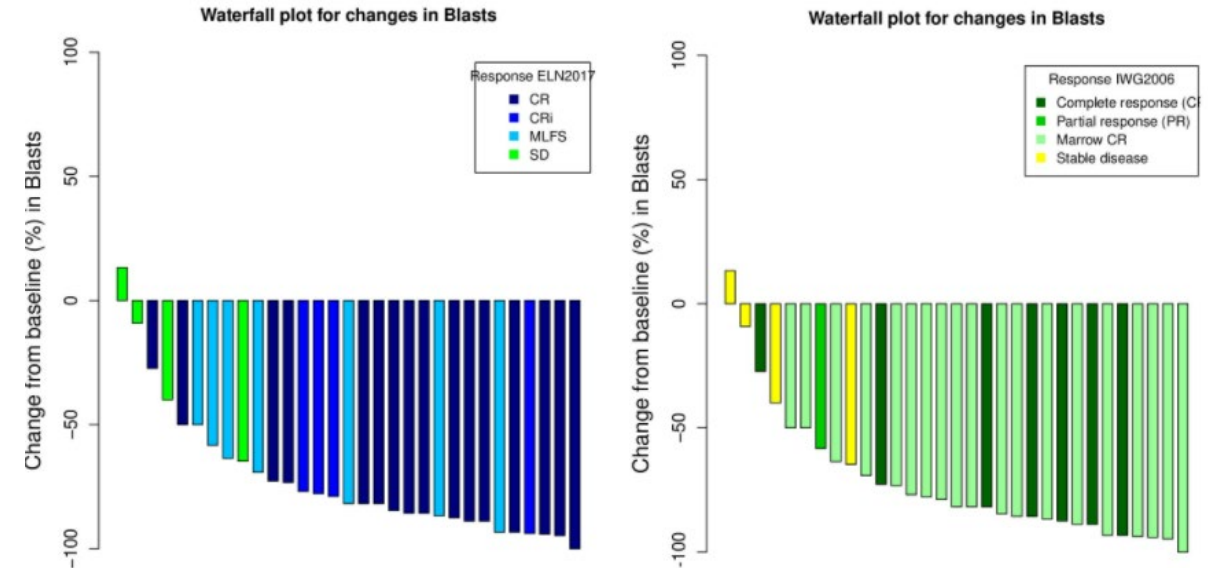 Waterfall plot for changes in Blasts
Change from baseline (%) in Blasts
100
50
0
-50
-100
Response ELN2017
CR
CRi
MLFS
SD
Waterfall plot for changes in Blasts
Change from baseline (%) in Blasts
100
50
0
-50
-100
Response IWG2006
Complete response (CF
Partial response (PR)
Marrow CR
Stable disease